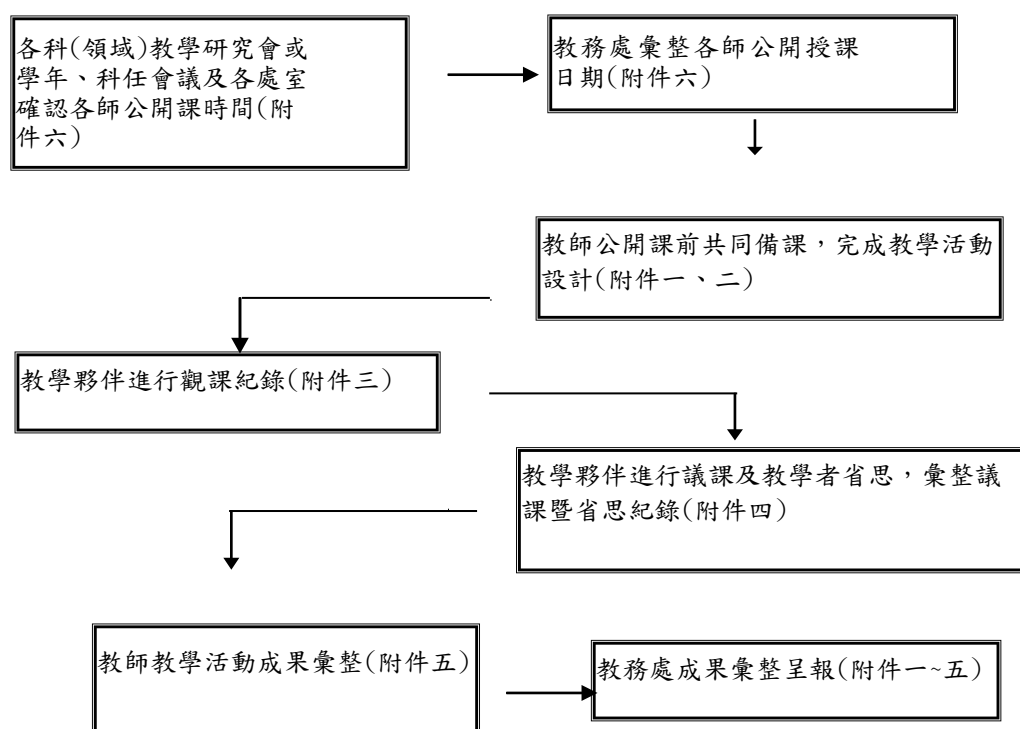 各科(領域)教學研究會或
學年、科任會議及各處室
確認各師公開課時間(附
件六)
教務處彙整各師公開授課
日期(附件六)
教師公開課前共同備課，完成教學活動
設計(附件一、二)
教學夥伴進行觀課紀錄(附件三)
教學夥伴進行議課及教學者省思，彙整議
課暨省思紀錄(附件四)
教師教學活動成果彙整(附件五)
教務處成果彙整呈報(附件一~五)